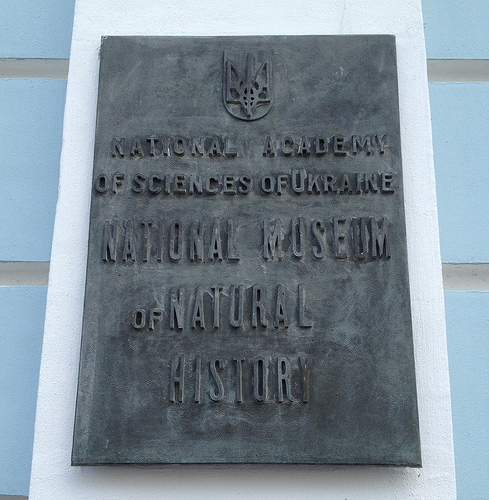 NATIONAL ACADEMY
OF SCIENCES OF UKRAINE
NATIONAL MUSEUM
OF NATURAL
HISTORY